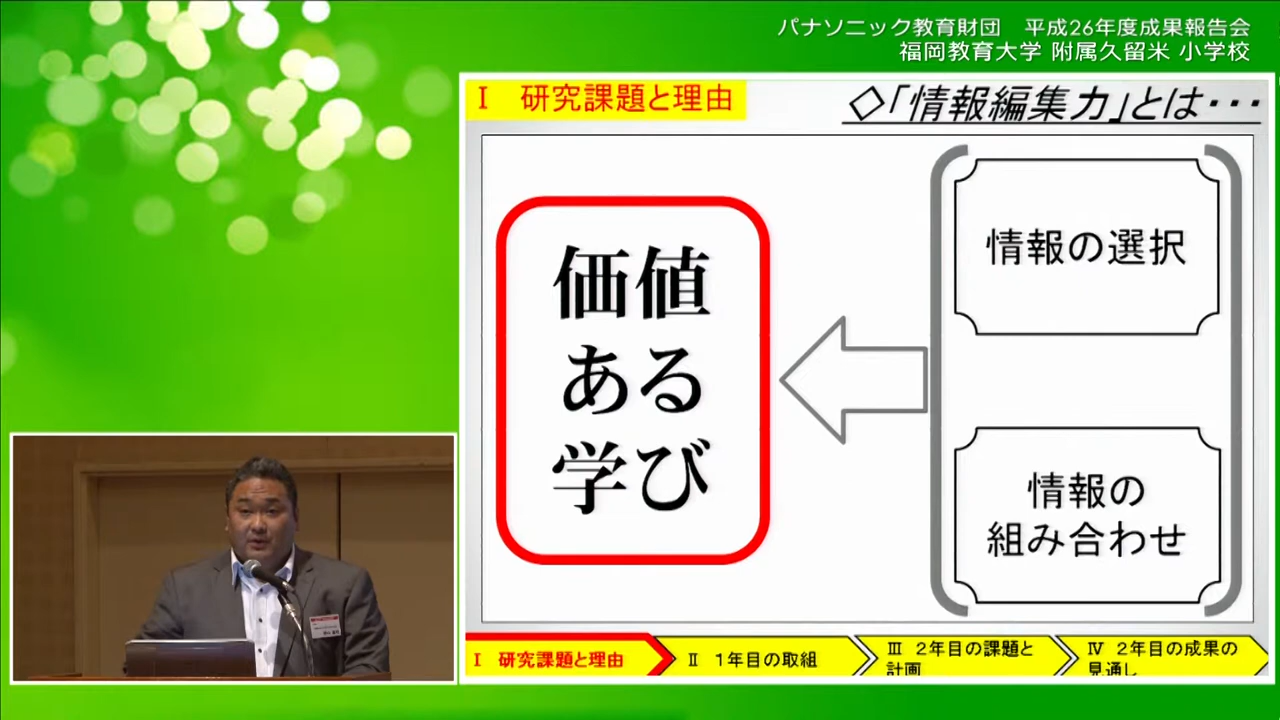 パナソニック教育財団　平成26年度成果報告会
福岡教育大学 附属久留米 小学校
Ⅰ　研究課題と理由
◇「情報編集力」とは・・・
価値
ある
学び
情報の選択
情報の
組み合わせ
Ⅰ　研究課題と理由
Ⅱ　1年目の取組
Ⅲ　2年目の課題と
計画
Ⅳ　2年目の成果の
見通し